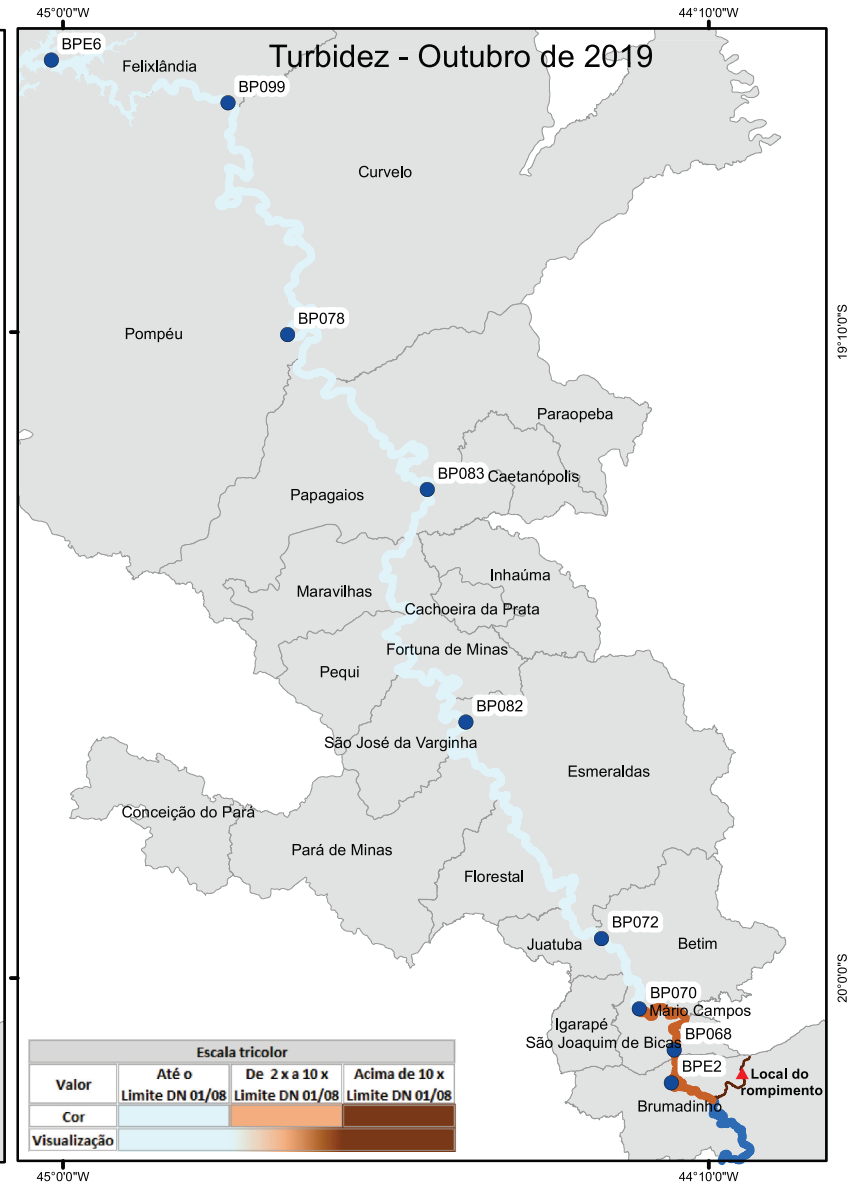 45°0'0"W
44°10'0"W
Turbidez - Outubro de 2019
BPE6
Felixlândia
BP099
Curvelo
BP078
Pompéu
19°10'0"S
Paraopeba
BP083
Caetanópolis
Papagaios
Inhaúma
Maravilhas
Cachoeira da Prata
Fortuna de Minas
Pequi
BP082
São José da Varginha
Esmeraldas
Conceição do Pará
Pará de Minas
Florestal
BP072
Juatuba
Betim
20°0'0"S
BP070
Mário Campos
Igarapé
BP068
São Joaquim de Bicas
BPE2
Local do
rompimento
Brumadinho
Escala tricolor
Valor
Até o
Limite DN 01/08
De 2 x a 10 x
Limite DN 01/08
Acima de 10 x
Limite DN 01/08
Cor
Visualização
45°0'0"W
44°10'0"W